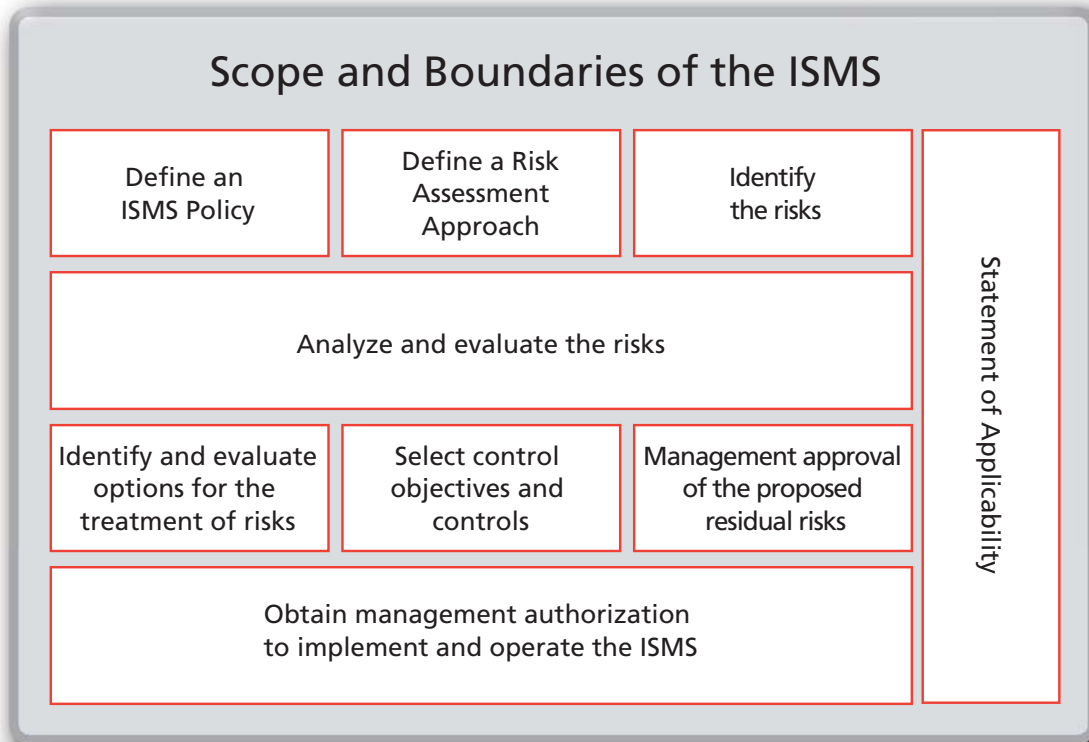 Scope and Boundaries of the ISMS
Define an
ISMS Policy
Define a Risk
Assessment
Approach
Identify
the risks
Analyze and evaluate the risks
Identify and evaluate
options for the
treatment of risks
Select control
objectives and
controls
Management approval
of the proposed
residual risks
Obtain management authorization
to implement and operate the ISMS
Statement of Applicability